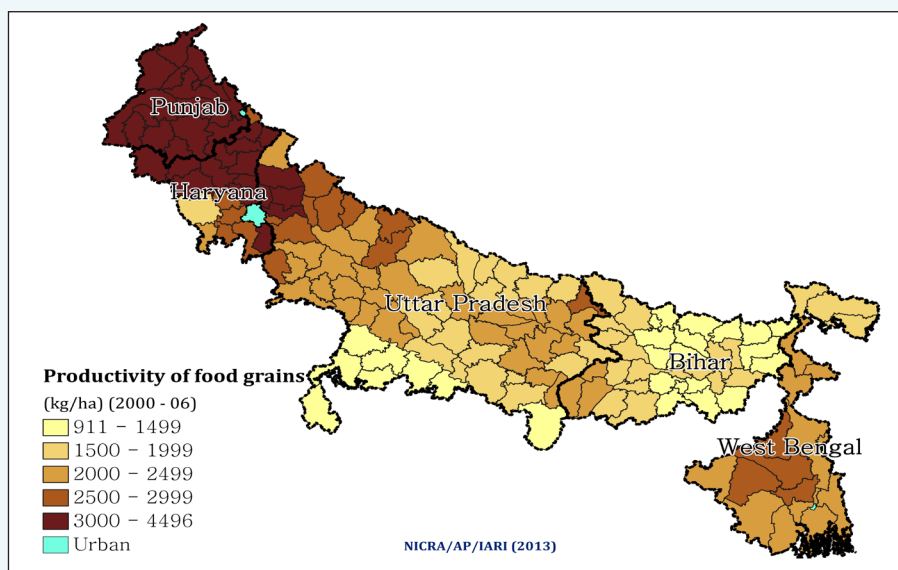 Punjab
Haryana
Uttar Pradesh
Bihar
West Bengal
Productivity of food grains
(kg/ha) (2000 - 06)
911 - 1499
1500 - 1999
2000 - 2499
2500 - 2999
3000 - 4496
Urban
NICRA/AP/IARI (2013)